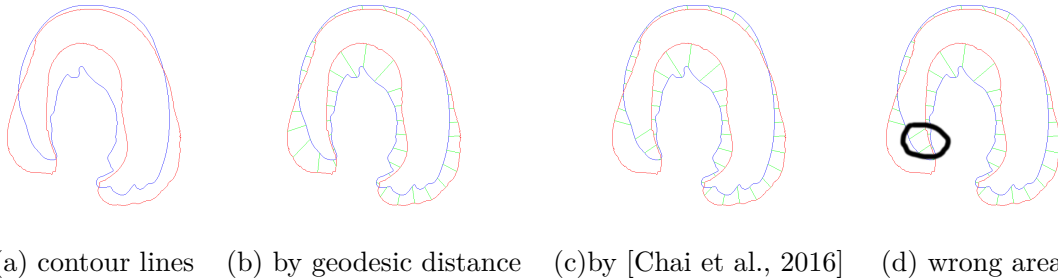 a) contour lines (b) by geodesic distance (c)by [Chai et al., 2016] (d) wrong area